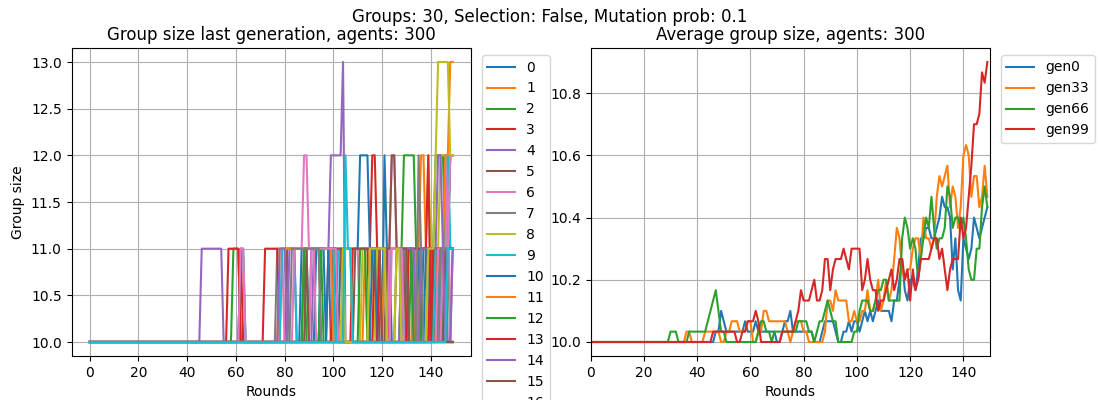 Groups: 30, Selection: False, Mutation prob: 0.1
Group size last generation, agents: 300
Group size
13.0
12.5
12.0
11.5
11.0
10.5
10.0
0 20 40 60 80 100 120 140
Rounds
0
1
2
3
4
5
6
7
8
9
10
11
12
13
14
15
Average group size, agents: 300
10.8
10.6
10.4
10.2
10.0
0 20 40 60 80 100 120 140
Rounds
gen0
gen33
gen66
gen99